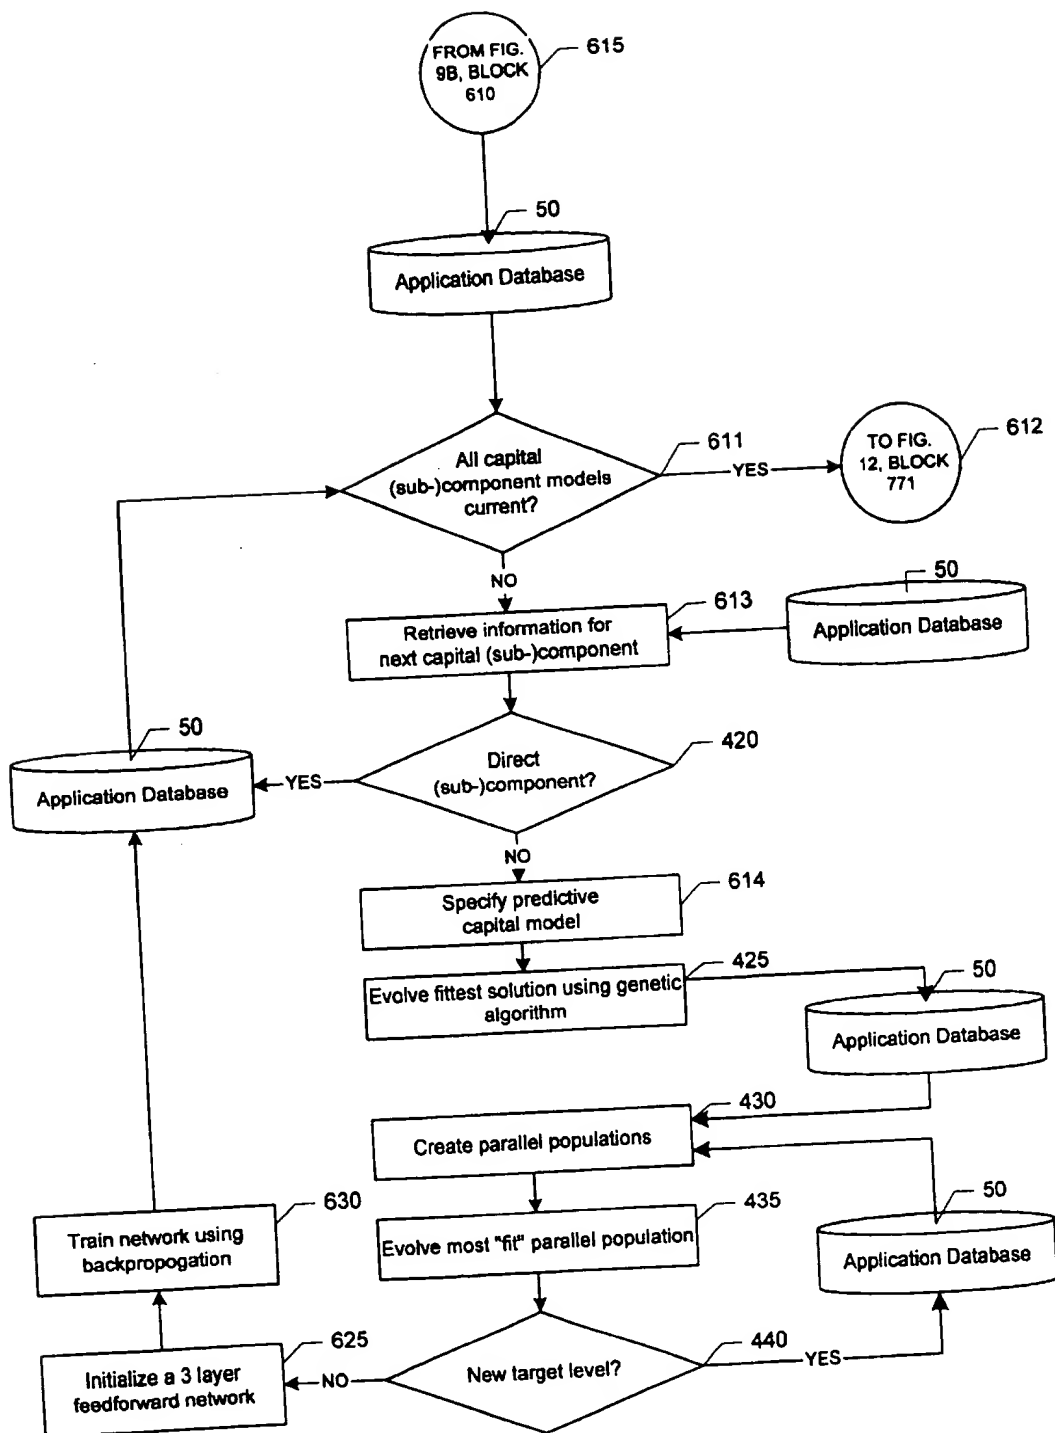 FROM FIG.
9B, BLOCK
610
615
50
Application Database
All capital
(sub-)component models
current?
611
YES
TO FIG.
12, BLOCK
771
612
NO
Retrieve information for
next capital (sub-)component
613
50
Application Database
50
Application Database
YES
Direct
(sub-)component?
420
NO
Specify predictive
capital model
614
Evolve fittest solution using genetic
algorithm
425
50
Application Database
Create parallel populations
430
Evolve most "fit" parallel population
435
50
Application Database
Train network using
backpropogation
630
Initialize a 3 layer
feedforward network
625
NO
New target level?
440
YES